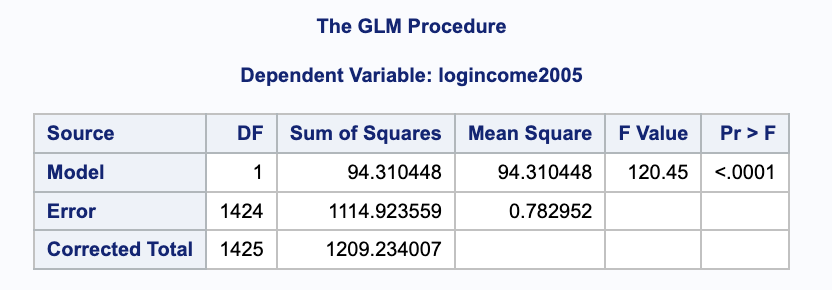 The GLM Procedure
Dependent Variable: logincome2005
Source DF Sum of Squares Mean Square F Value Pr > F
Model 1 94.310448 94.310448 120.45 <.0001
Error 1424 1114.923559 0.782952
Corrected Total 1425 1209.234007